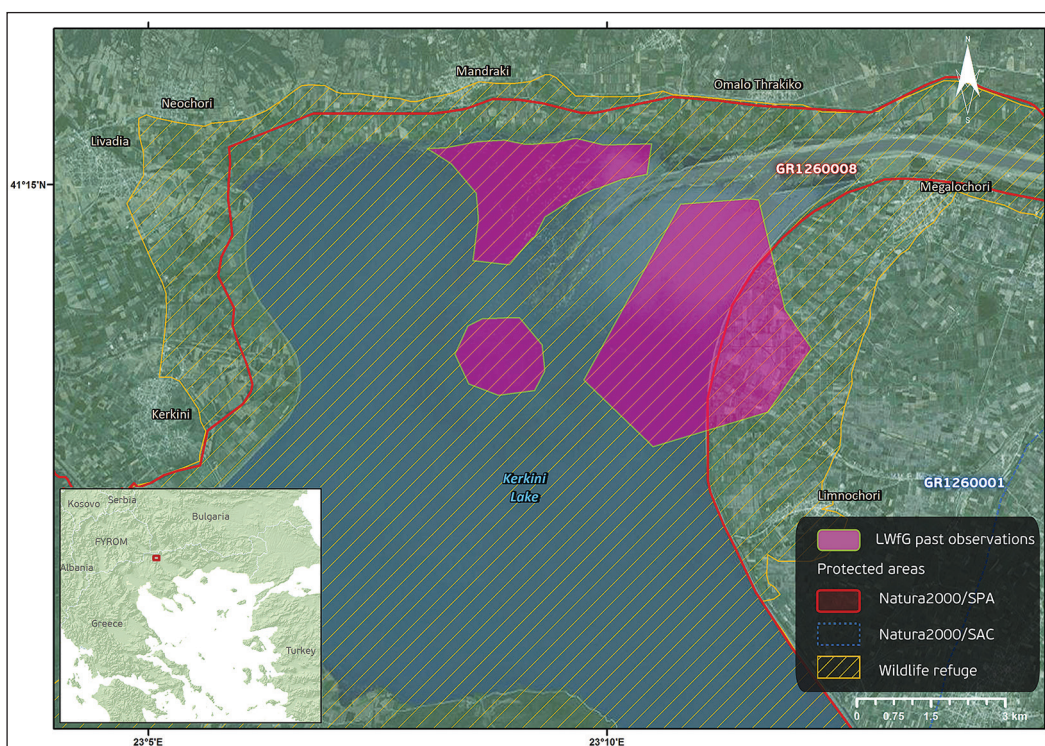 N
Mandraki
Omalo Thrakiko
Neochori
Livadia
S
GR1260008
41°15'N
Megalochori
Kerkini
Kerkini
Lake
GR1260001
Limnochori
Kosovo
Serbia
Bulgaria
FYROM
Albania
Greece
Turkey
LWfG past observations
Protected areas
Natura2000/SPA
Natura2000/SAC
Wildlife refuge
0 0.75 1.5 3 km
23°5'E
23°10'E